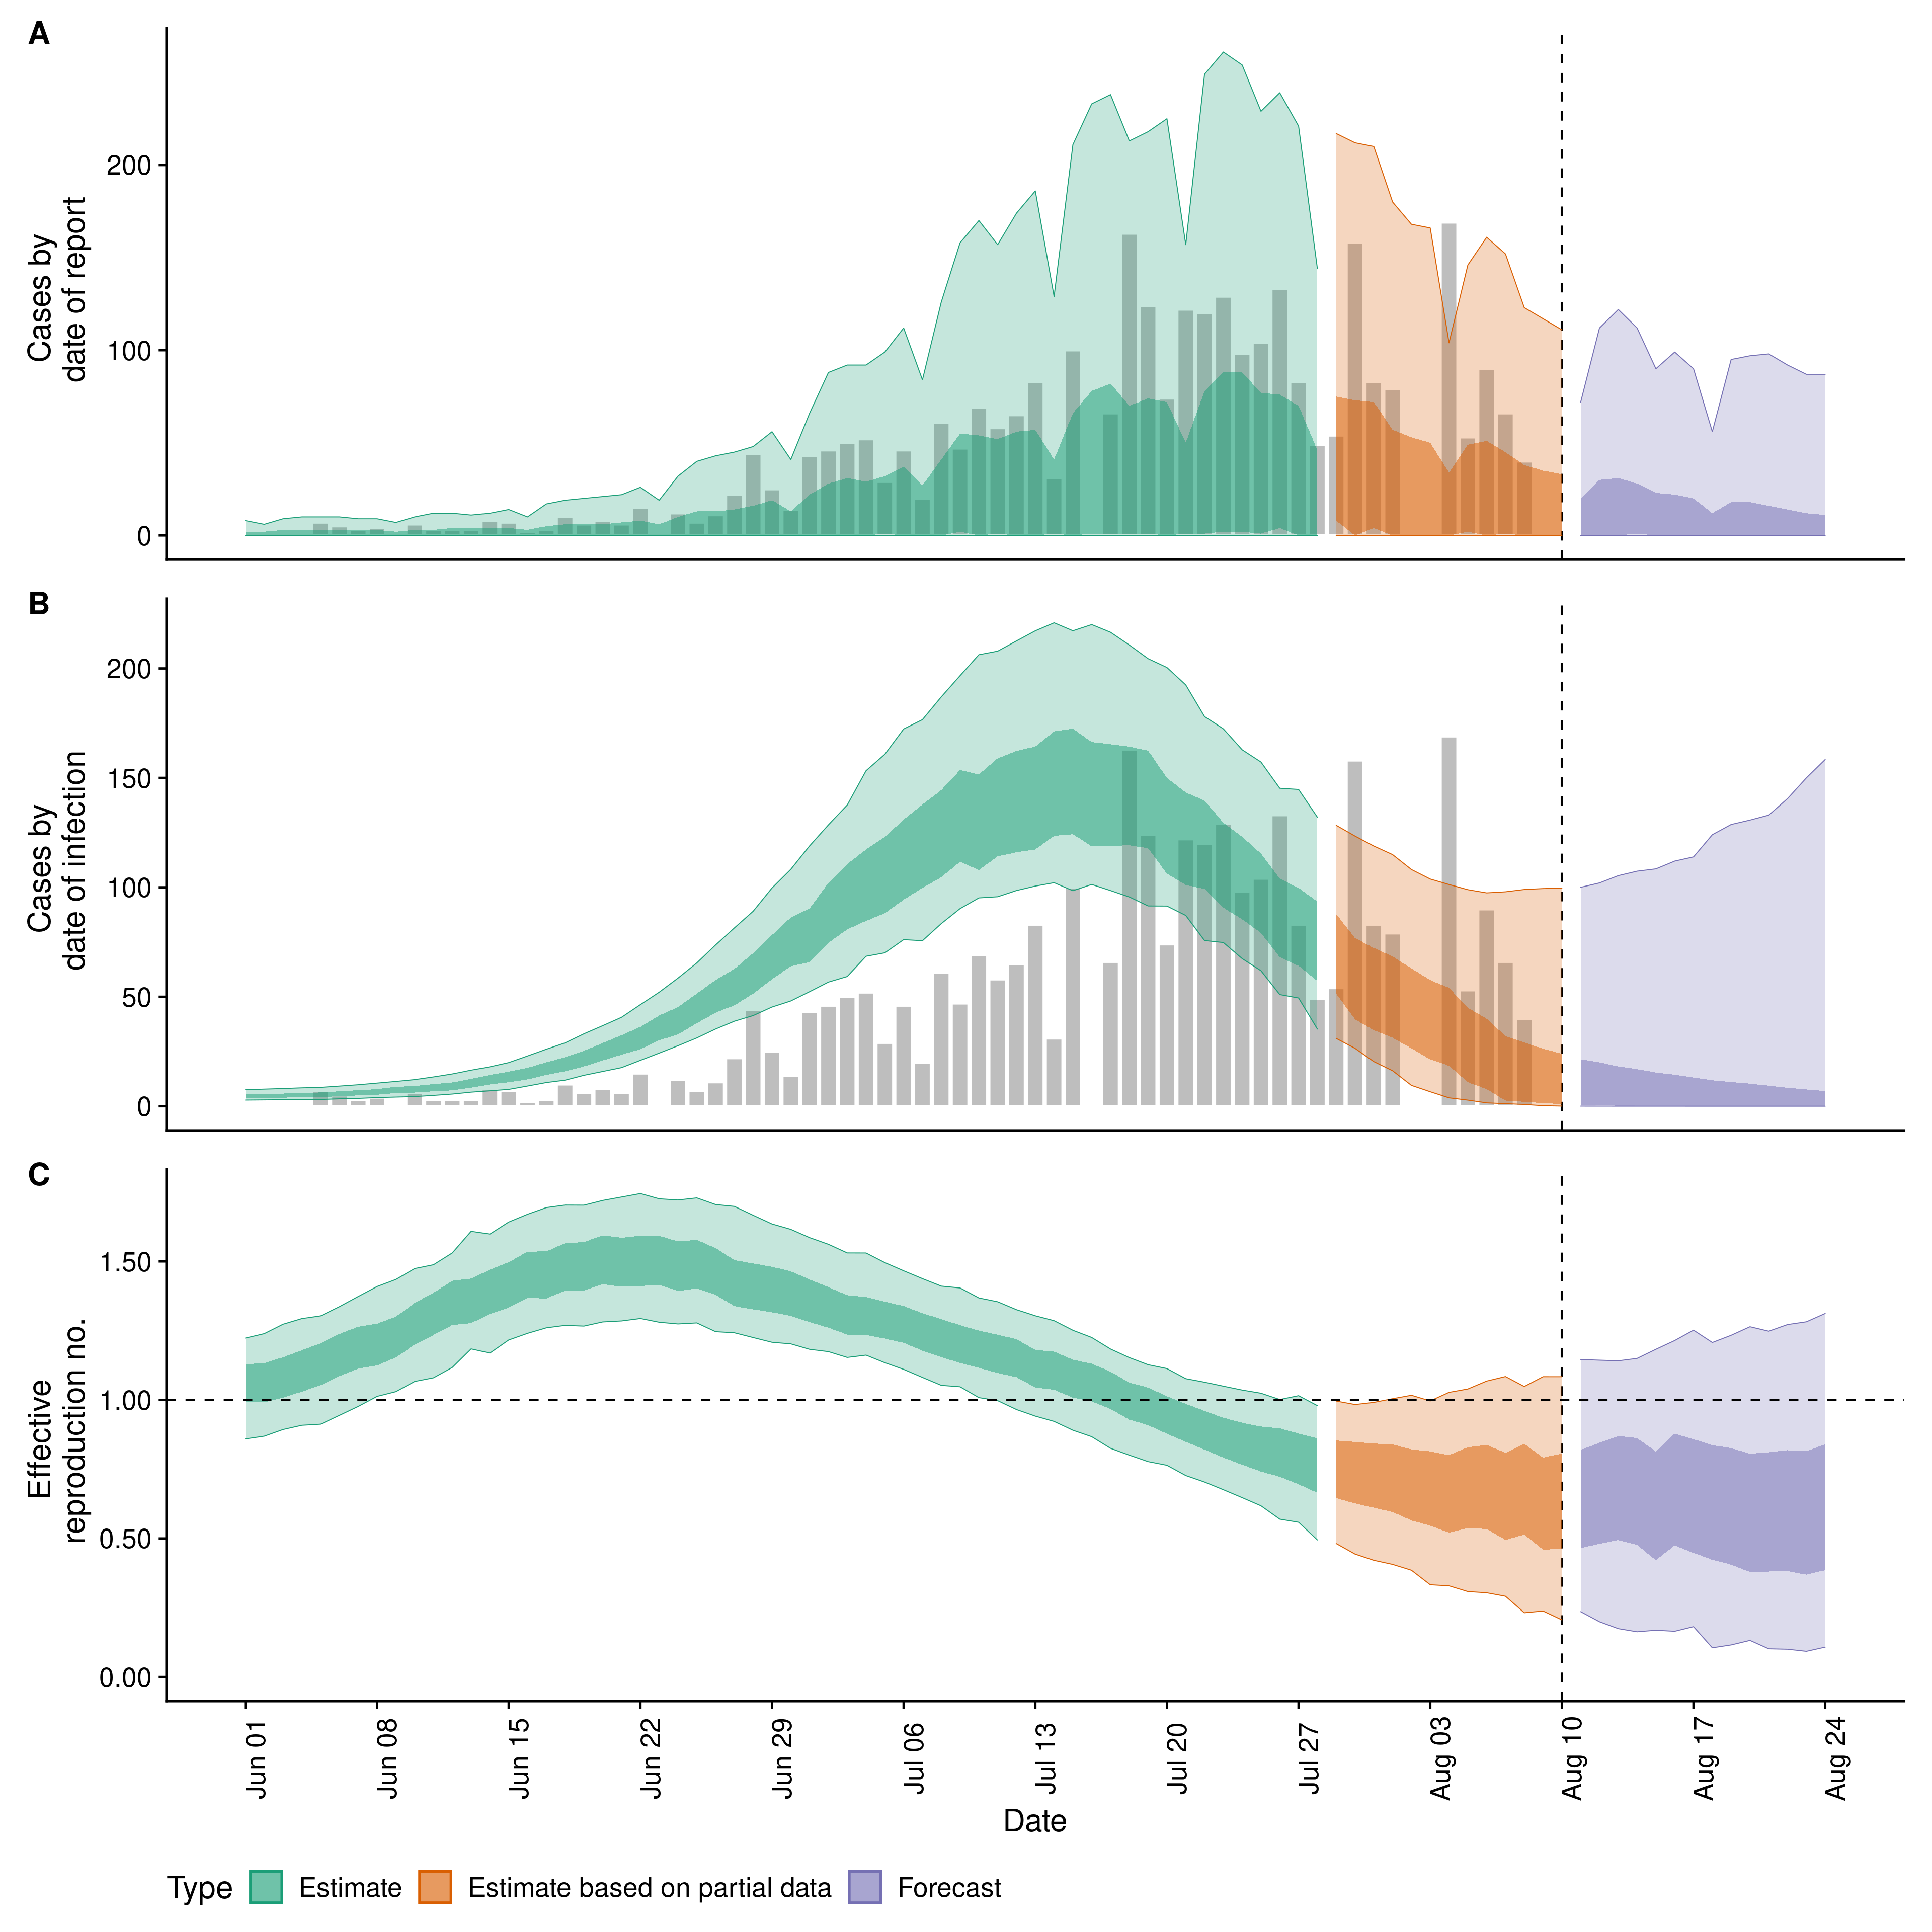 A
Cases by
date of report
200
100
0
B
Cases by
date of infection
200
150
100
50
0
C
Effective
reproduction no.
1.50
1.00
0.50
0.00
Jun 01
Jun 08
Jun 15
Jun 22
Jun 29
Jul 06
Jul 13
Jul 20
Jul 27
Aug 03
Aug 10
Aug 17
Aug 24
Date
Type Estimate Estimate based on partial data Forecast